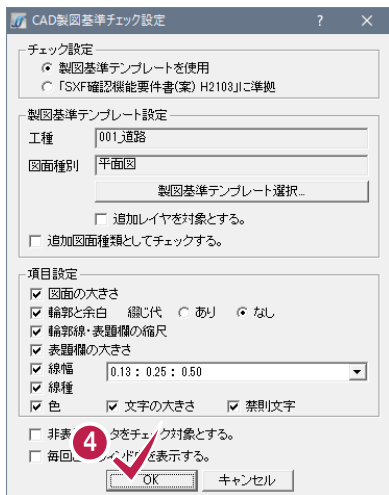 CAD製図基準チェック設定 ? ×
チェック設定
製図基準テンプレートを使用
「SXF確認機能要件書(案) H2103」に準拠
製図基準テンプレート設定
工種 001_道路
図面種別 平面図
製図基準テンプレート選択...
追加レイヤを対象とする。
追加図面種類としてチェックする。
項目設定
図面の大きさ
輪郭と余白 綴じ代 あり なし
輪郭線・表題欄の縮尺
表題欄の大きさ
線幅 0.13 : 0.25 : 0.50
線種
色 文字の大きさ 禁則文字
非表 タをチェック対象とする。
毎回 ウを表示する。
4
OK キャンセル